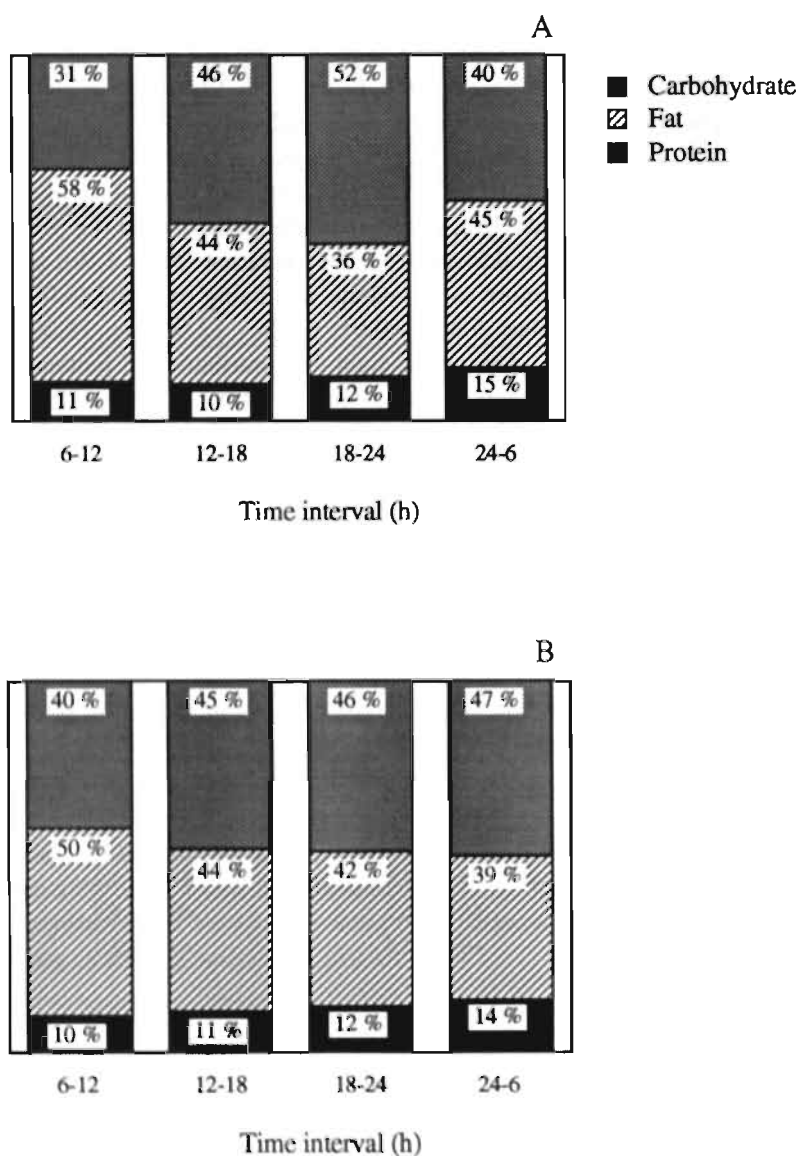 A
31 % 46 % 52 % 40 %
Carbohydrate
Fat
Protein
58 % 44 % 36 % 45 %
11 % 10 % 12 % 15 %
6-12 12-18 18-24 24-6
Time interval (h)
B
40 % 45 % 46 % 47 %
50 % 44 % 42 % 39 %
10 % 11 % 12 % 14 %
6-12 12-18 18-24 24-6
Time interval (h)